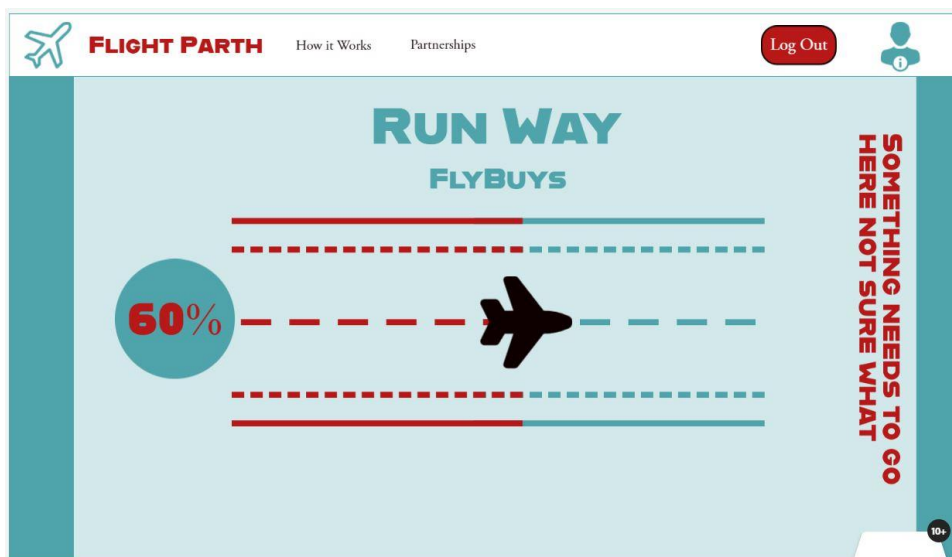 FLIGHT PARTH
How it Works
Partnerships
Log Out
RUN WAY
FLYBUYS
60%
SOMETHING NEEDS TO GO
HERE NOT SURE WHAT
10+